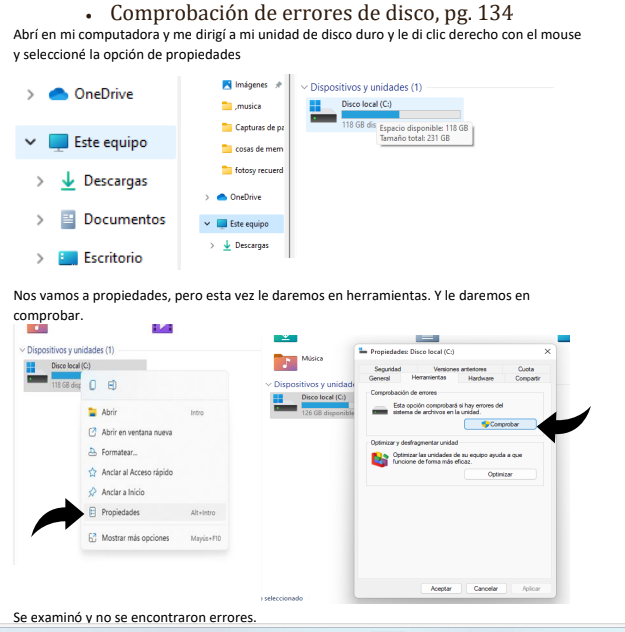 • Comprobación de errores de disco, pg. 134
Abrí en mi computadora y me dirigí a mi unidad de disco duro y le di clic derecho con el mouse
y seleccioné la opción de propiedades
OneDrive
Este equipo
Descargas
Documentos
Escritorio
Imágenes
,musica
Capturas de pa
cosas de mem
fotosy recuerd
OneDrive
Este equipo
Descargas
Dispositivos y unidades (1)
Disco local (C:)
118 GB dis
Espacio disponible: 118 GB
Tamaño total: 231 GB
Nos vamos a propiedades, pero esta vez le daremos en herramientas. Y le daremos en
comprobar.
Dispositivos y unidades (1)
Disco local (C:)
118 GB disp
Abrir Intro
Abrir en ventana nueva
Formatear...
Anclar al Acceso rápido
Anclar a Inicio
Propiedades Alt+Intro
Mostrar más opciones Mayús+F10
Música
Dispositivos y unidade
Disco local (C:)
126 GB disponible
n seleccionado
Propiedades: Disco local (C:)
Seguridad Versiones anteriores Cuota
General Herramientas Hardware Compartir
Comprobación de errores
Esta opción comprobará si hay errores del
sistema de archivos en la unidad.
Comprobar
Optimizar y desfragmentar unidad
Optimizar las unidades de su equipo ayuda a que
funcione de forma más eficaz.
Optimizar
Aceptar Cancelar Aplicar
Se examinó y no se encontraron errores.